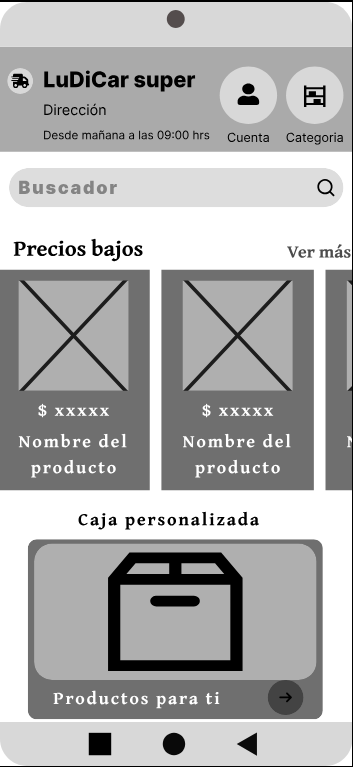 LuDiCar super
Dirección
Desde mañana a las 09:00 hrs
Cuenta
Categoria
Buscador
Precios bajos
Ver más
$ xxxxx
$ xxxxx
Nombre del
producto
Nombre del
producto
Caja personalizada
Productos para ti